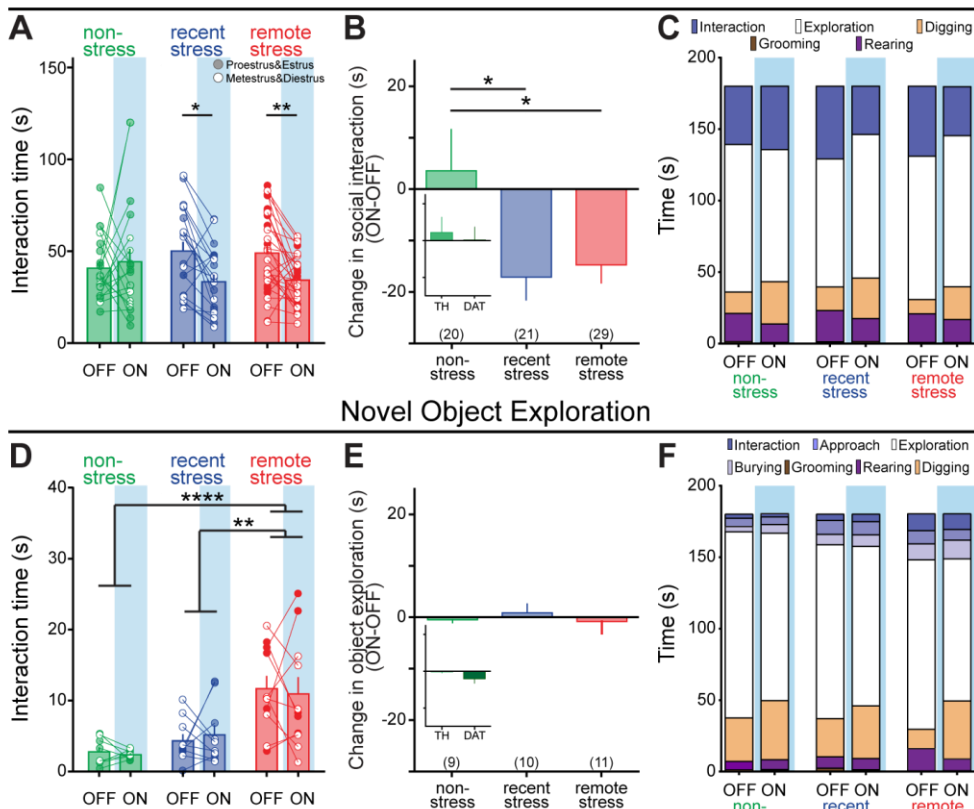 A
non-stress
recent stress
remote stress
Proestrus&Estrus
Metestrus&Diestrus
*
**
Interaction time (s)
150
100
50
0
OFF ON OFF ON OFF ON
B
*
*
Change in social interaction (s)
(ON-OFF)
20
0
-20
TH DAT
(20) (21) (29)
non-stress
recent stress
remote stress
C
Interaction Exploration Digging
Grooming Rearing
Time (s)
200
150
100
50
0
OFF ON OFF ON OFF ON
non-stress
recent stress
remote stress
Novel Object Exploration
D
non-stress
recent stress
remote stress
****
**
Interaction time (s)
40
30
20
10
0
OFF ON OFF ON OFF ON
E
Change in object exploration (s)
(ON-OFF)
20
0
-20
TH DAT
(9) (10) (11)
non- recent remote
F
Interaction Approach Exploration
Burying Grooming Rearing Digging
Time (s)
200
150
100
50
0
OFF ON OFF ON OFF ON
non- recent remote